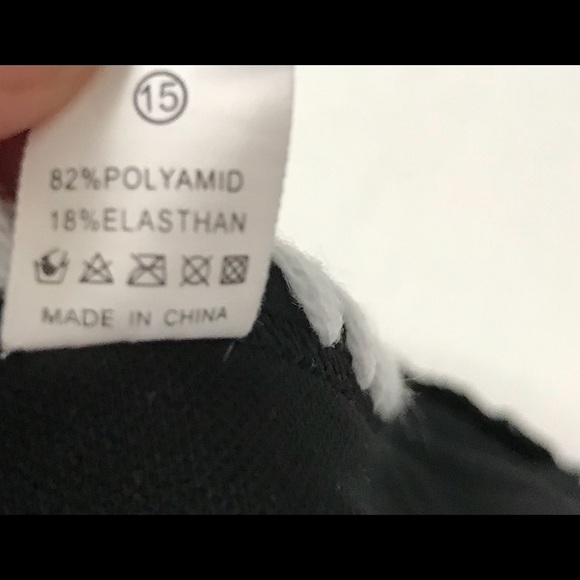 15
82%POLYAMID
18%ELASTHAN
MADE IN CHINA